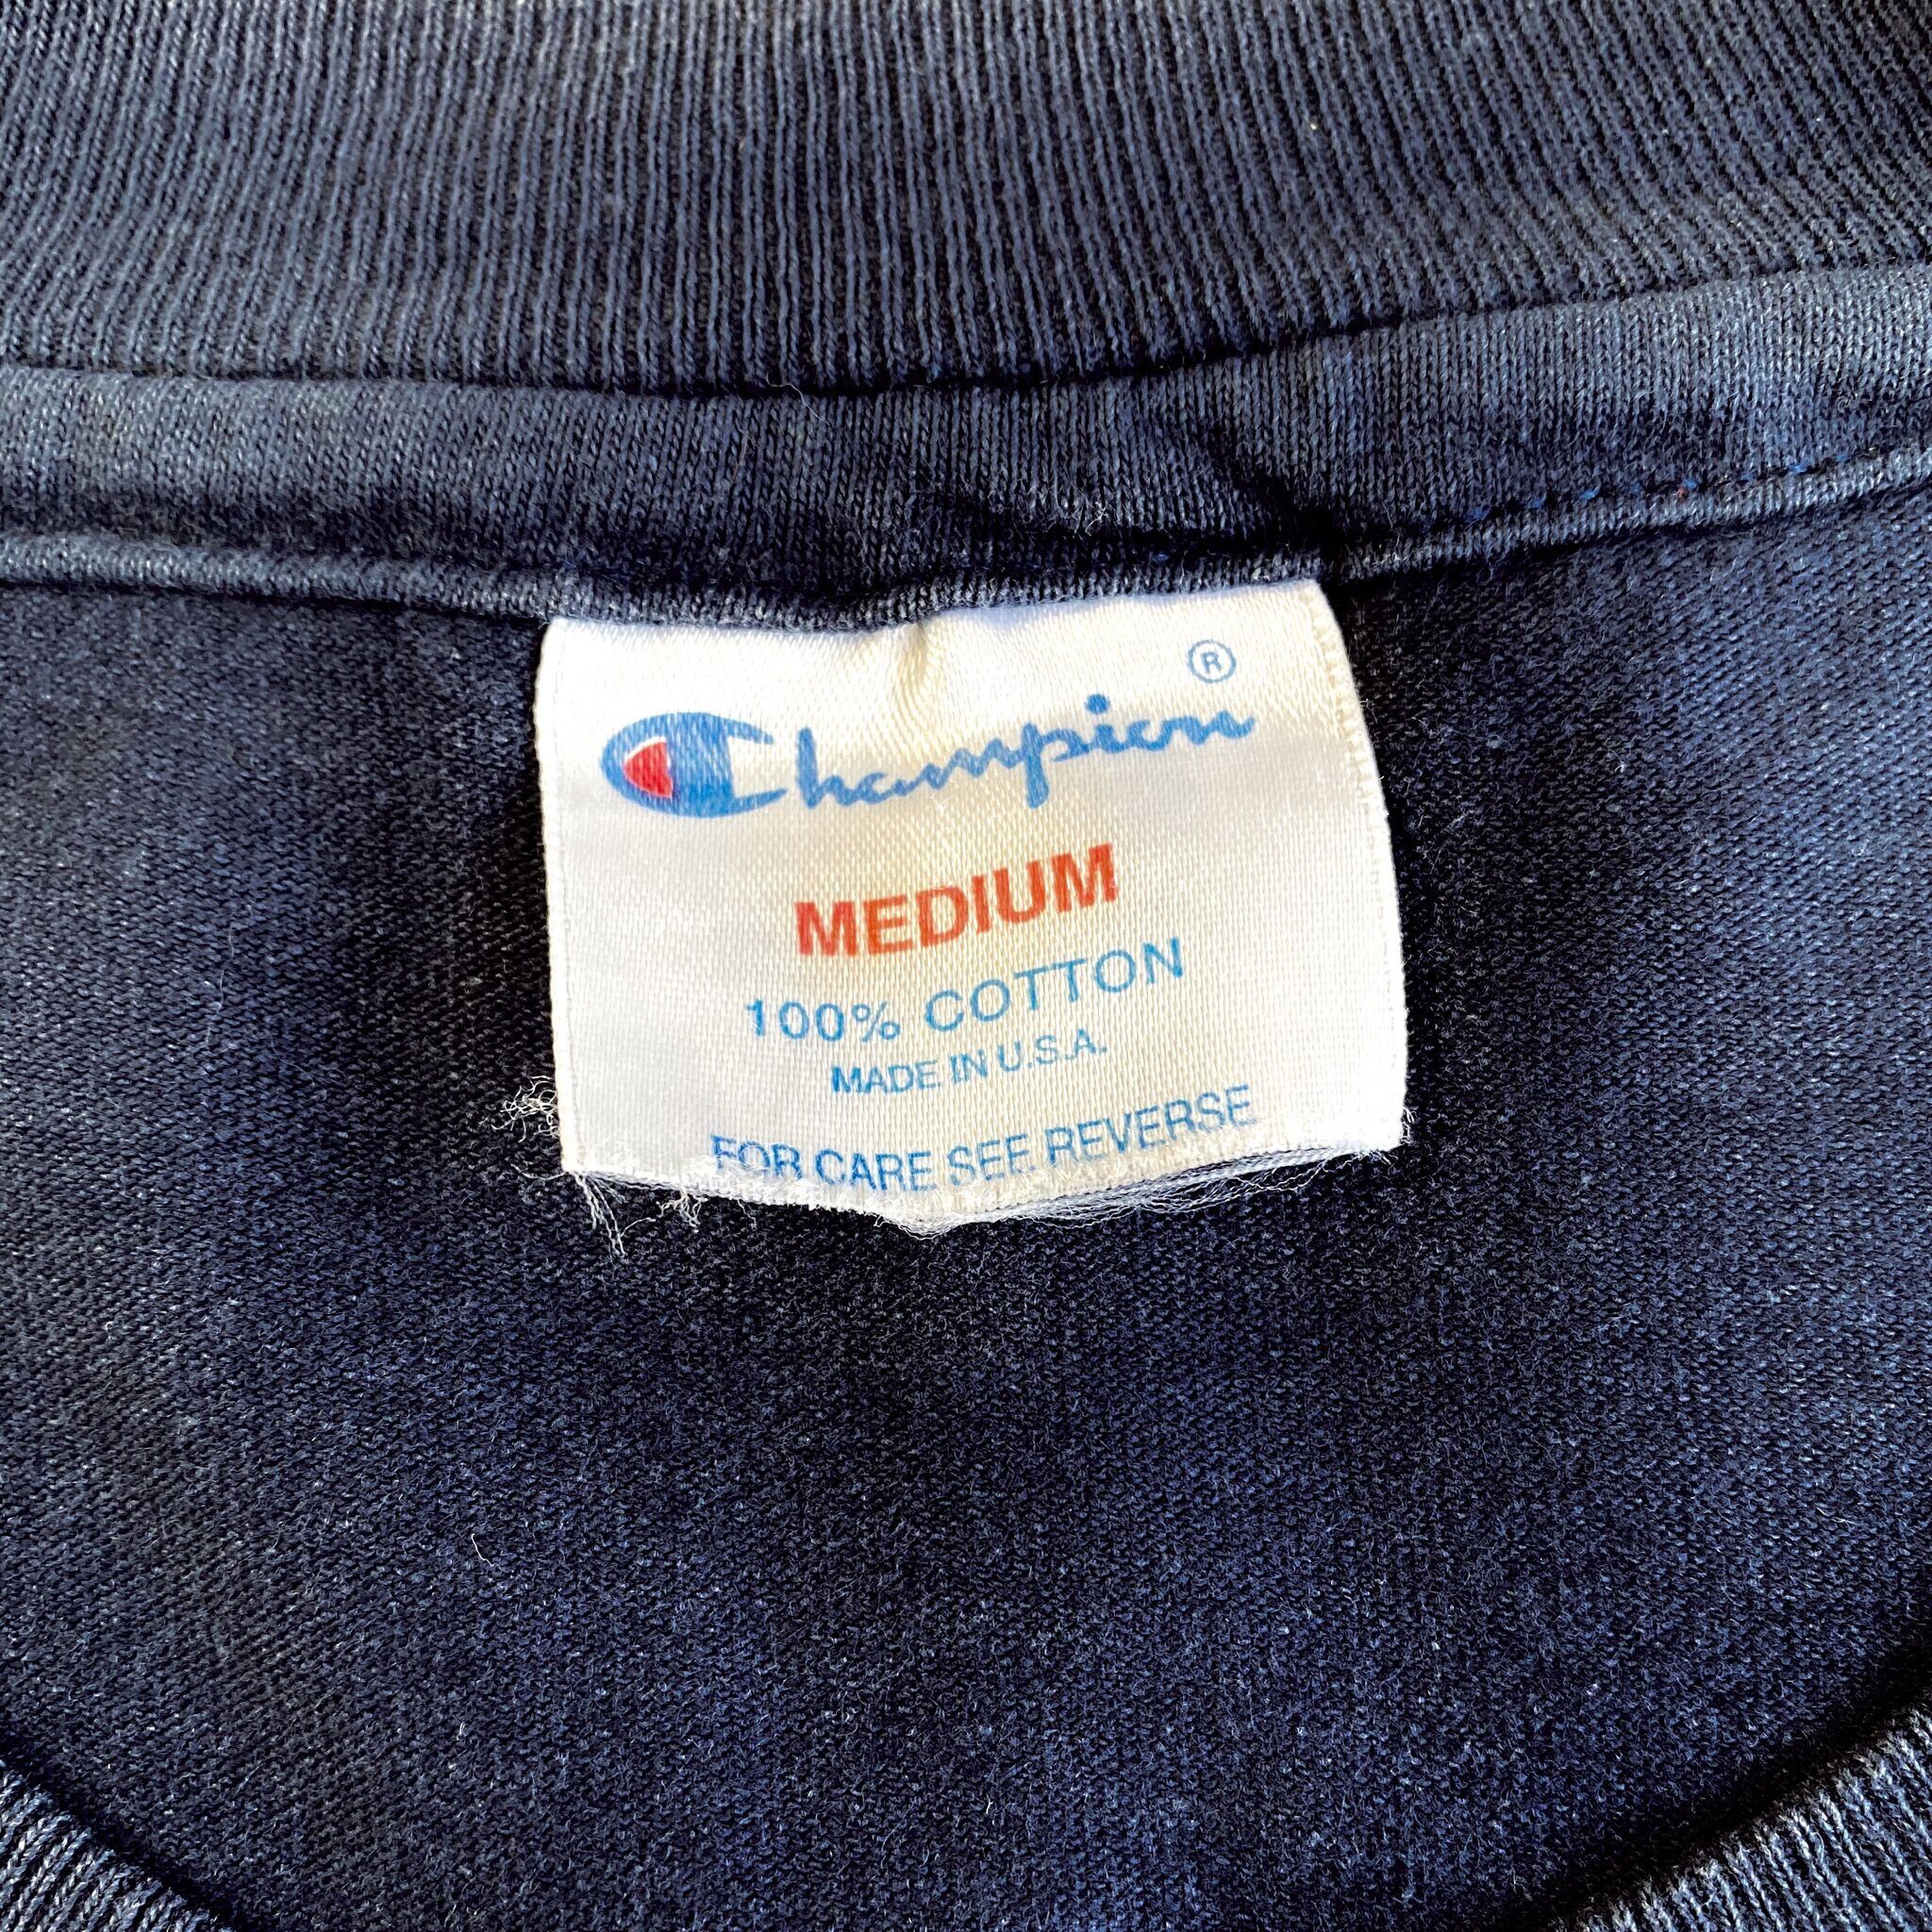 Champion ®
MEDIUM
100% COTTON
MADE IN U.S.A.
FOR CARE SEE REVERSE